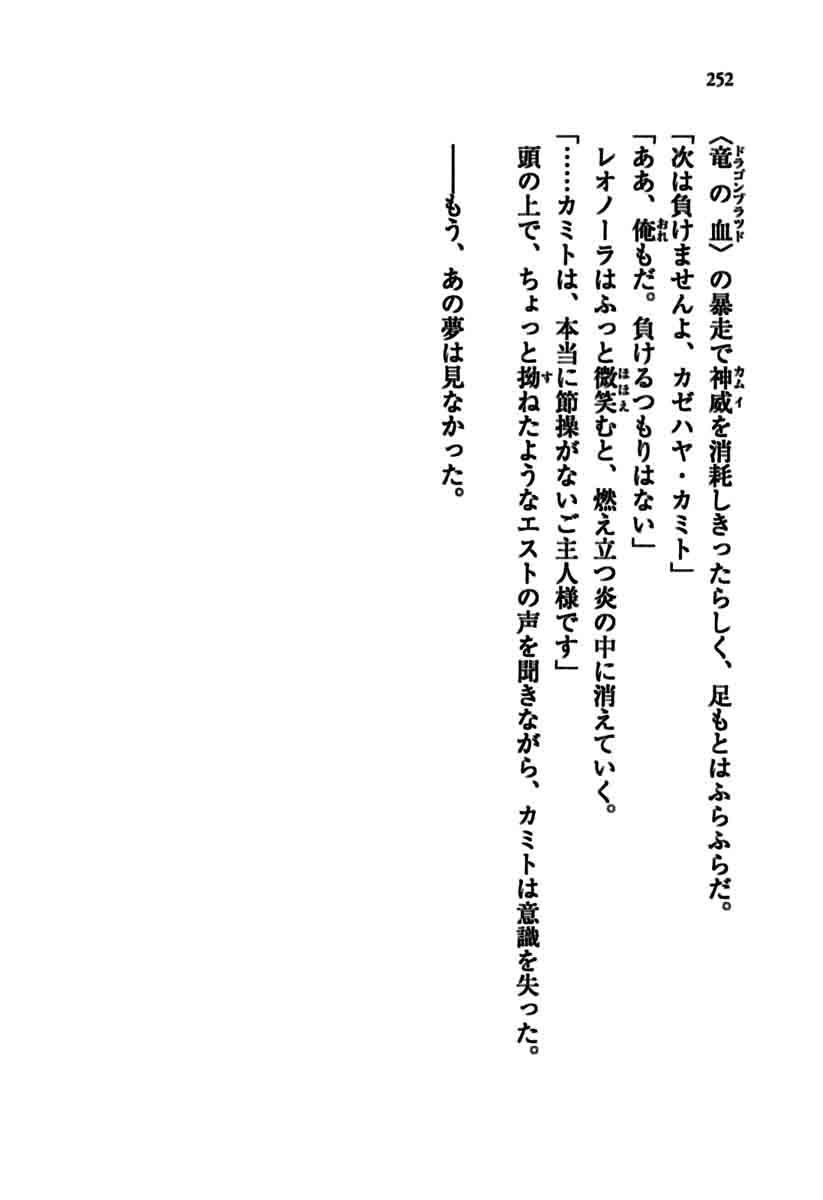 252
〈竜の血〉の暴走で神威を消耗しきったらしく、足もとはふらふらだ。
ドラゴンブラッド
カムイ
「次は負けませんよ、カゼハヤ・カミト」
「ああ、俺もだ。負けるつもりはない」
おれ
レオノーラはふっと微笑むと、燃え立つ炎の中に消えていく。
ほほえ
「……カミトは、本当に節操がないご主人様です」
頭の上で、ちょっと拗ねたようなエストの声を聞きながら、カミトは意識を失った。
す
――もう、あの夢は見なかった。